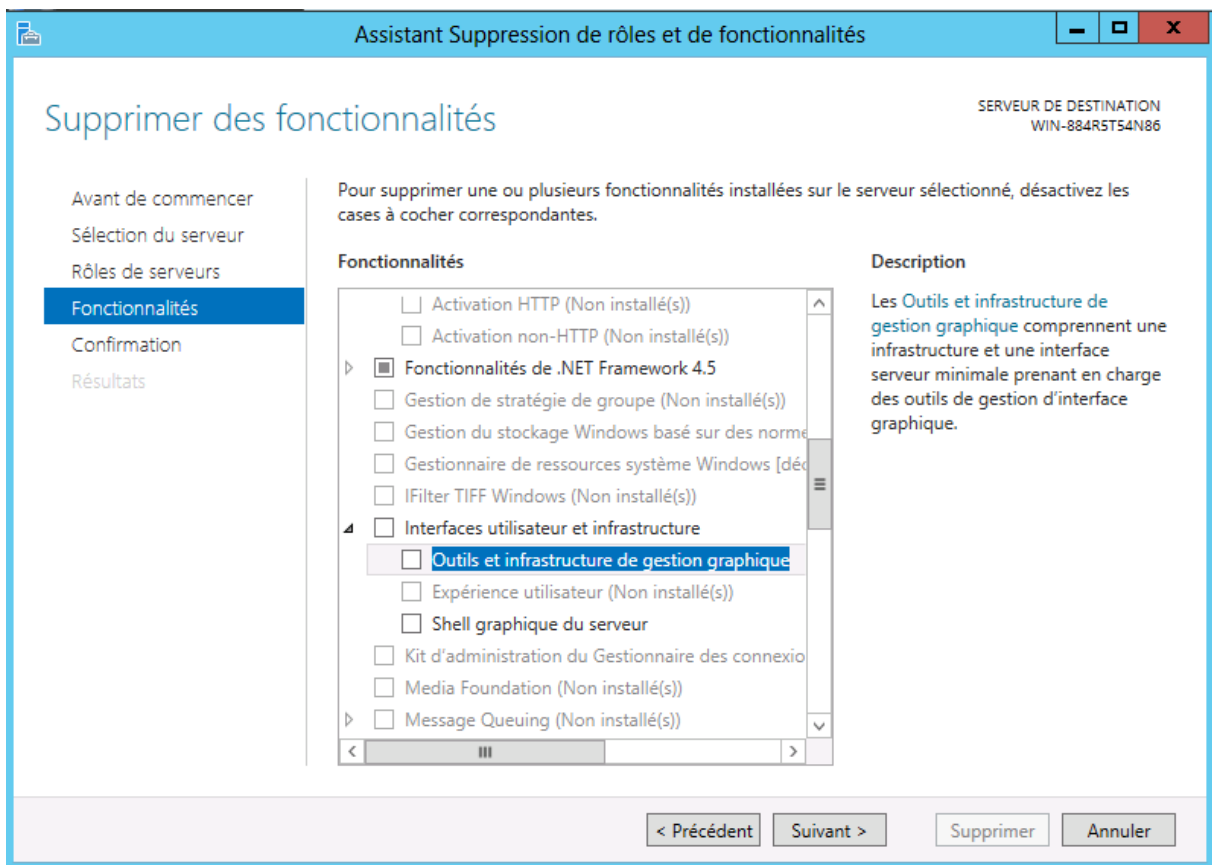 Assistant Suppression de rôles et de fonctionnalités
Supprimer des fonctionnalités
SERVEUR DE DESTINATION
WIN-884R5T54N86
Avant de commencer
Sélection du serveur
Rôles de serveurs
Fonctionnalités
Confirmation
Résultats
Pour supprimer une ou plusieurs fonctionnalités installées sur le serveur sélectionné, désactivez les
cases à cocher correspondantes.
Fonctionnalités
Activation HTTP (Non installé(s))
Activation non-HTTP (Non installé(s))
Fonctionnalités de .NET Framework 4.5
Gestion de stratégie de groupe (Non installé(s))
Gestion du stockage Windows basé sur des norme
Gestionnaire de ressources système Windows [déc
IFilter TIFF Windows (Non installé(s))
Interfaces utilisateur et infrastructure
Outils et infrastructure de gestion graphique
Expérience utilisateur (Non installé(s))
Shell graphique du serveur
Kit d'administration du Gestionnaire des connexio
Media Foundation (Non installé(s))
Message Queuing (Non installé(s))
Description
Les Outils et infrastructure de
gestion graphique comprennent une
infrastructure et une interface
serveur minimale prenant en charge
des outils de gestion d'interface
graphique.
< Précédent
Suivant >
Supprimer
Annuler